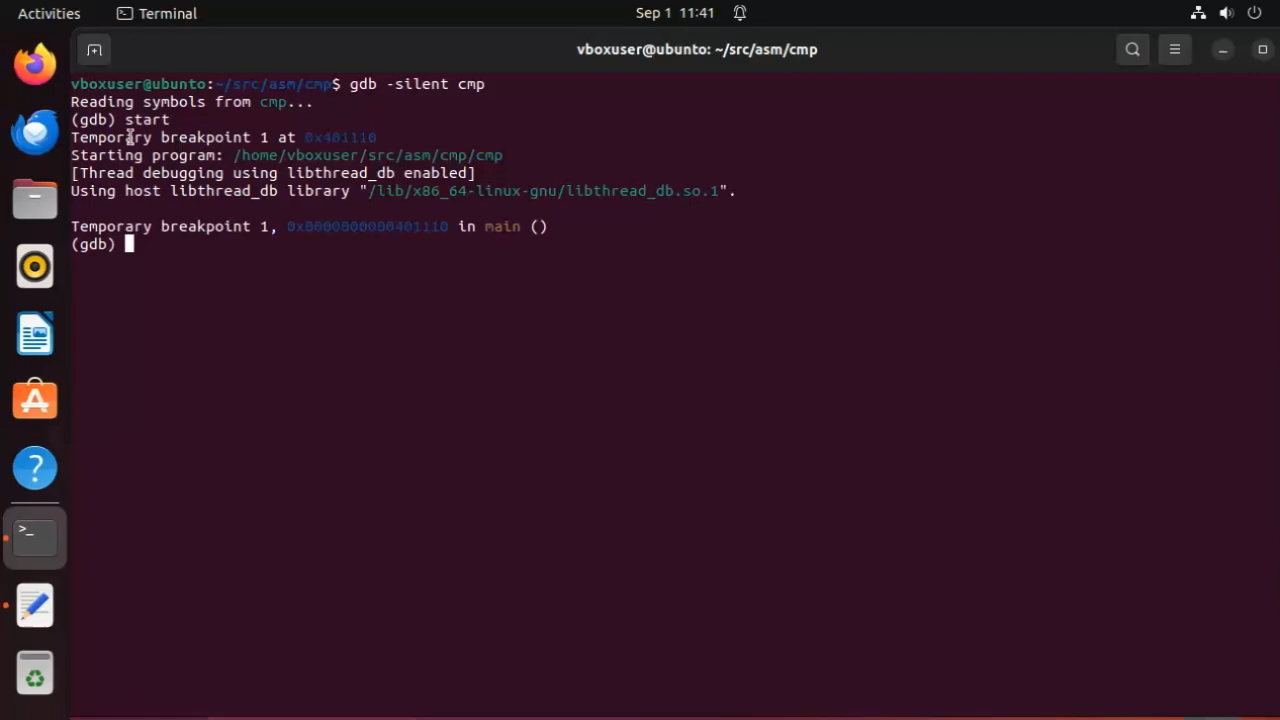 Activities
Terminal
Sep 1 11:41
vboxuser@ubunto: ~/src/asm/cmp
vboxuser@ubunto:~/src/asm/cmp$ gdb -silent cmp
Reading symbols from cmp...
(gdb) start
Temporary breakpoint 1 at 0x401110
Starting program: /home/vboxuser/src/asm/cmp/cmp
[Thread debugging using libthread_db enabled]
Using host libthread_db library "/lib/x86_64-linux-gnu/libthread_db.so.1".
Temporary breakpoint 1, 0x0000000000401110 in main ()
(gdb)